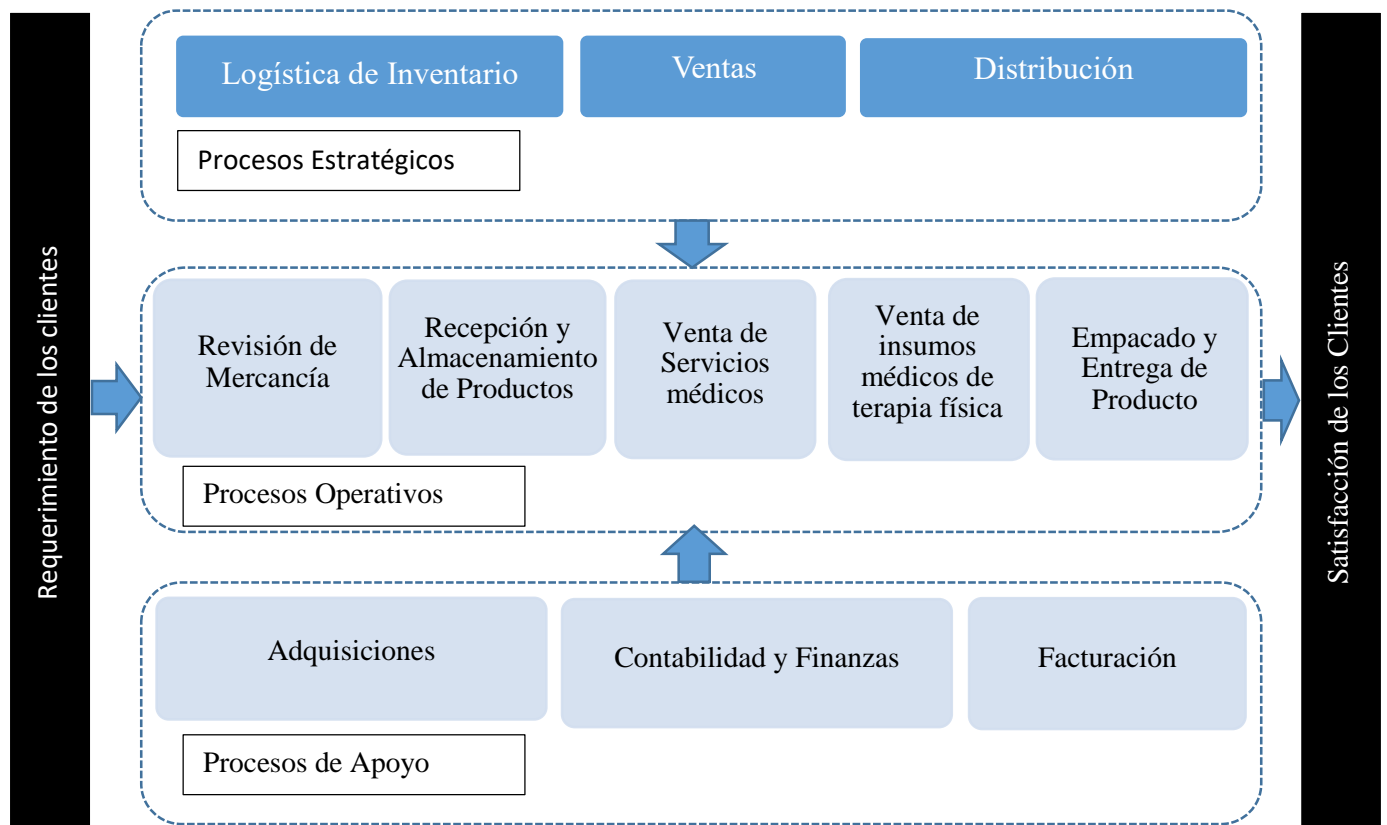 Requerimiento de los clientes
Logística de Inventario
Ventas
Distribución
Procesos Estratégicos
Revisión de
Mercancía
Recepción y
Almacenamiento
de Productos
Venta de
Servicios
médicos
Venta de
insumos
médicos de
terapia física
Empacado y
Entrega de
Producto
Procesos Operativos
Adquisiciones
Contabilidad y Finanzas
Facturación
Procesos de Apoyo
Satisfacción de los Clientes